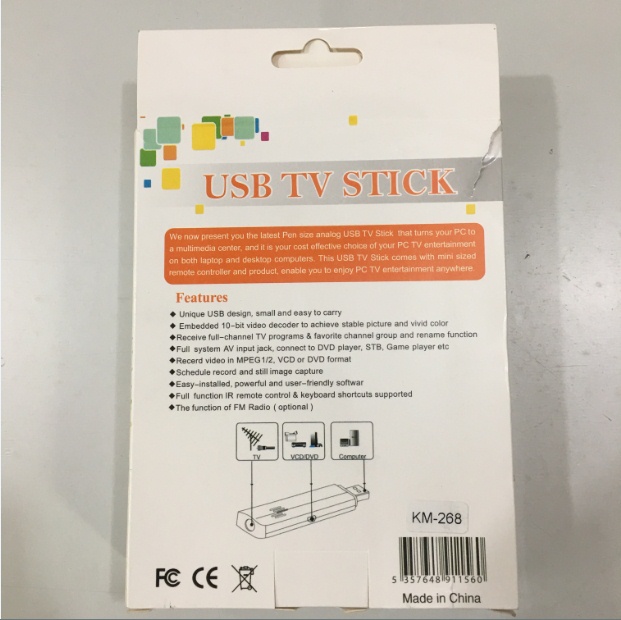 USB TV STICK
We now present you the latest Pen size analog USB TV Stick that turns your PC to
a multimedia center, and it is your cost effective choice of your PC TV entertainment
on both laptop and desktop computers. This USB TV Stick comes with mini sized
remote controller and product, enable you to enjoy PC TV entertainment anywhere.
Features
◆ Unique USB design, small and easy to carry
◆ Embedded 10-bit video decoder to achieve stable picture and vivid color
◆Receive full-channel TV programs & favorite channel group and rename function
◆Full system AV input jack, connect to DVD player, STB, Game player etc
◆Recerd video in MPEG1/2, VCD or DVD format
◆Schedule record and still image capture
◆Easy-installed, powerful and user-friendly softwar
◆Full function IR remote control & keyboard shortcuts supported
◆The function of FM Radio ( optional )
TV VCD/DVD Computer
KM-268
FC CE
5 357648 911560
Made in China